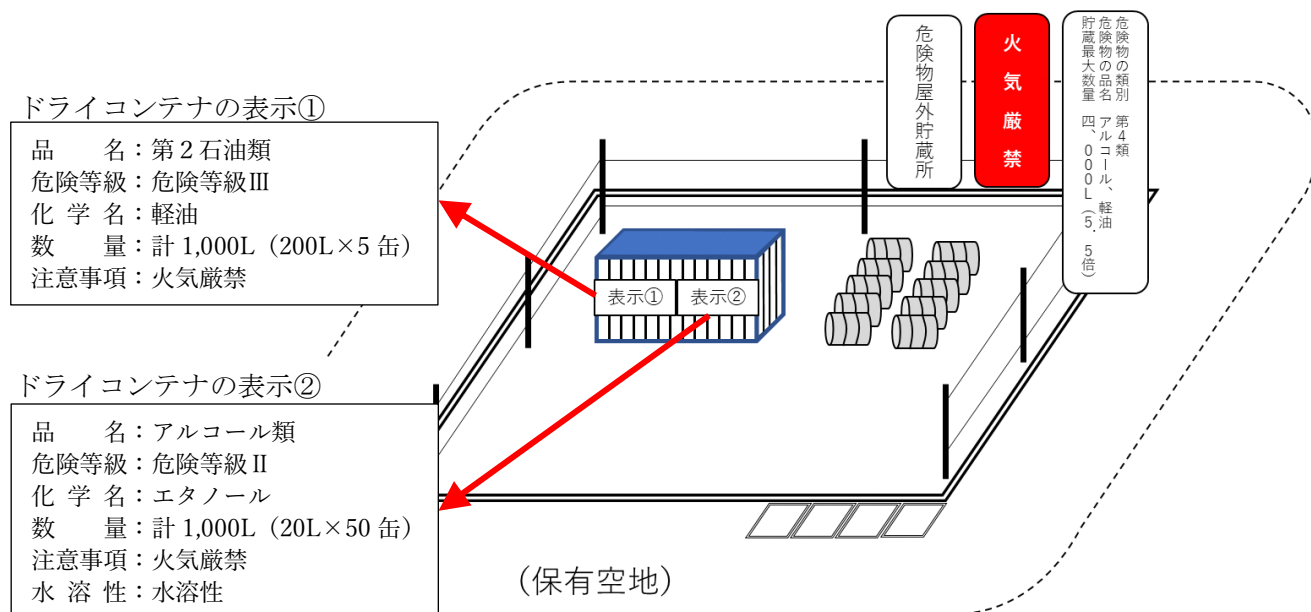 危険物屋外貯蔵所
火気厳禁
危険物の類別　第4類
危険物の品名　アルコール、軽油
貯蔵最大数量　四、000L（5．5倍）
ドライコンテナの表示①
品　　名：第２石油類
危険等級：危険等級Ⅲ
化 学 名：軽油
数　　量：計 1,000L（200L×5 缶）
注意事項：火気厳禁
表示①
表示②
ドライコンテナの表示②
品　　名：アルコール類
危険等級：危険等級Ⅱ
化 学 名：エタノール
数　　量：計 1,000L（20L×50 缶）
注意事項：火気厳禁
水 溶 性：水溶性
（保有空地）